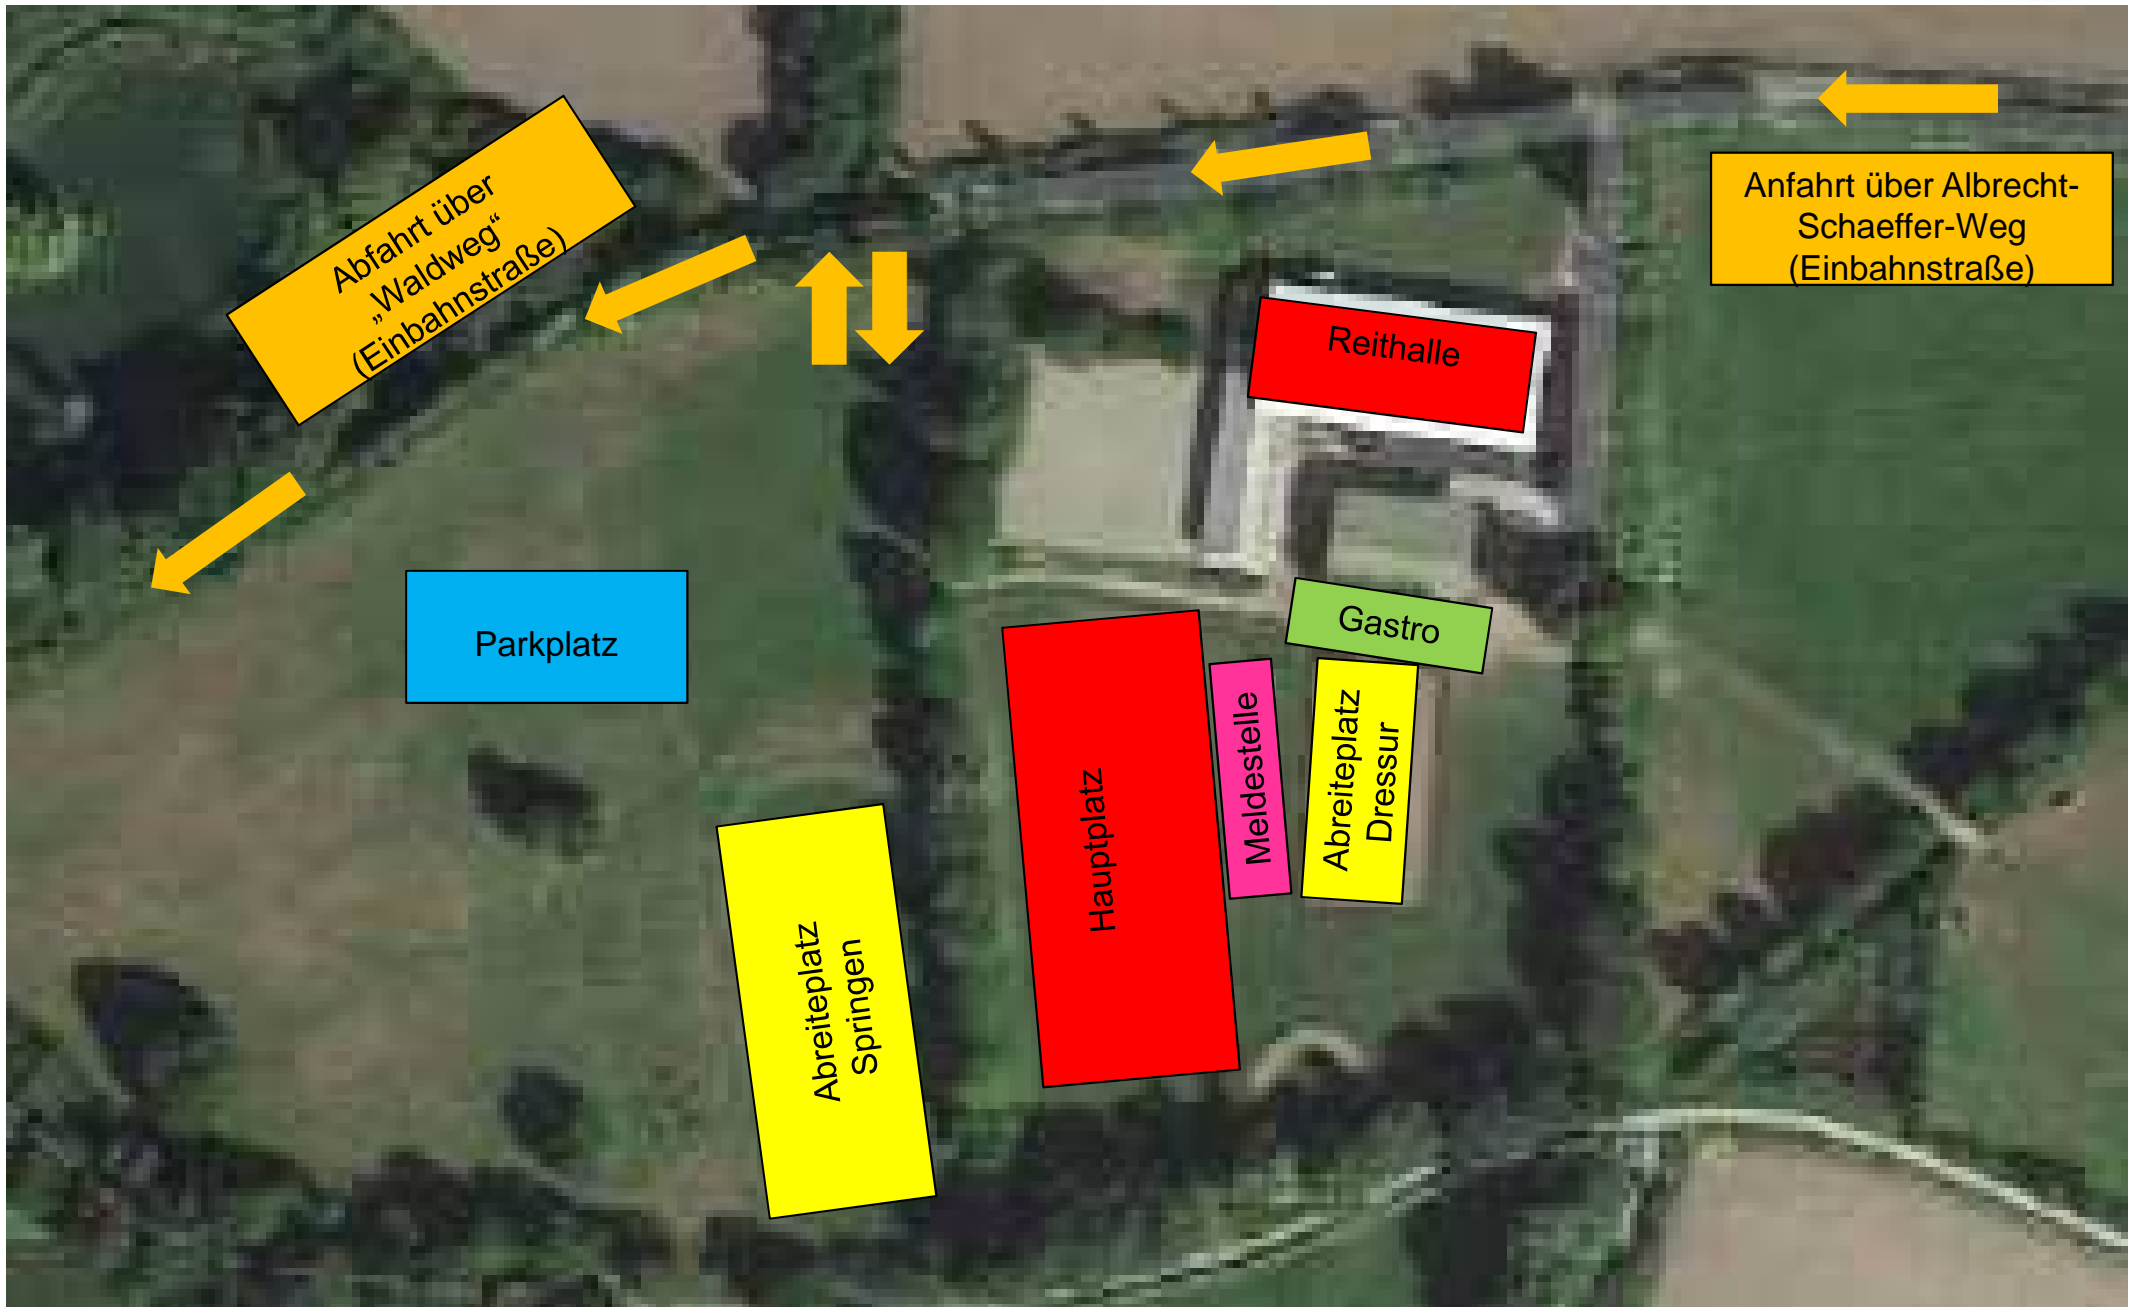 Anfahrt über Albrecht-
Schaeffer-Weg
(Einbahnstraße)
Abfahrt über
„Waldweg“
(Einbahnstraße)
Reithalle
Parkplatz
Gastro
Hauptplatz
Meldestelle
Abreiteplatz
Dressur
Abreiteplatz
Springen